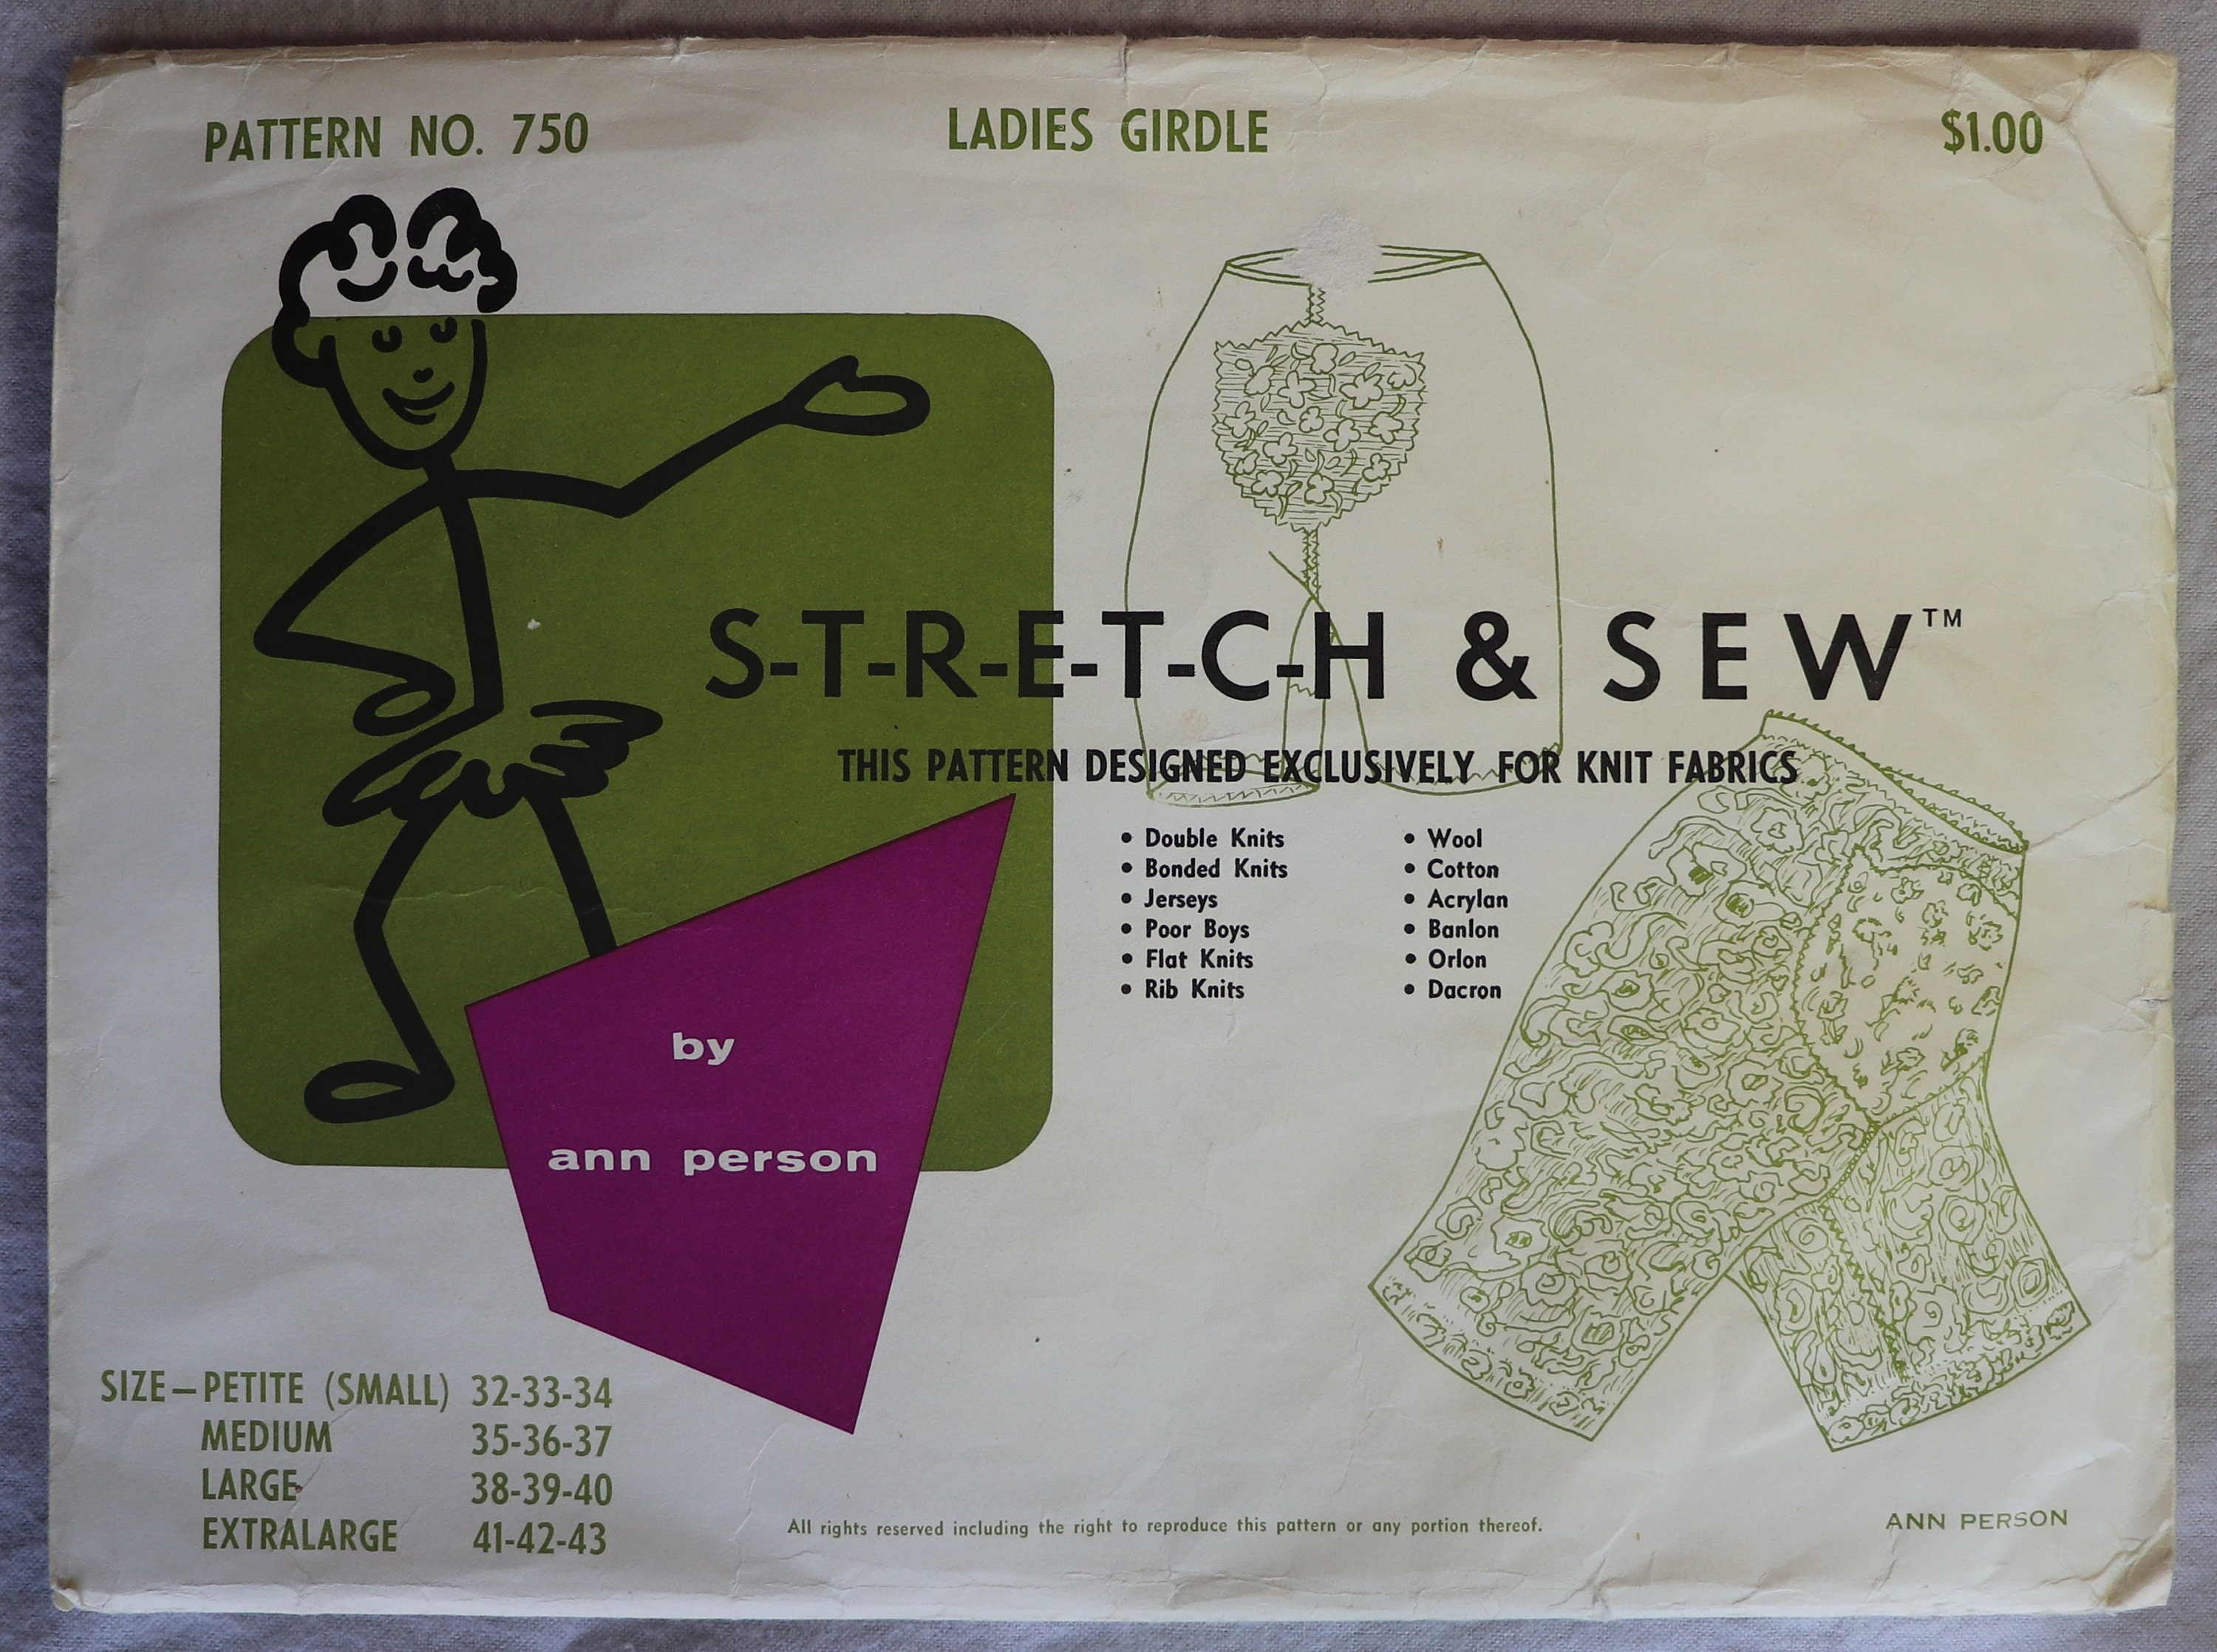 PATTERN NO. 750
LADIES GIRDLE
$1.00
S-T-R-E-T-C-H & SEW™
THIS PATTERN DESIGNED EXCLUSIVELY FOR KNIT FABRICS
• Double Knits
• Bonded Knits
• Jerseys
• Poor Boys
• Flat Knits
• Rib Knits
• Wool
• Cotton
• Acrylan
• Banlon
• Orlon
• Dacron
by
ann person
SIZE—PETITE (SMALL) 32-33-34
MEDIUM 35-36-37
LARGE 38-39-40
EXTRALARGE 41-42-43
All rights reserved including the right to reproduce this pattern or any portion thereof.
ANN PERSON